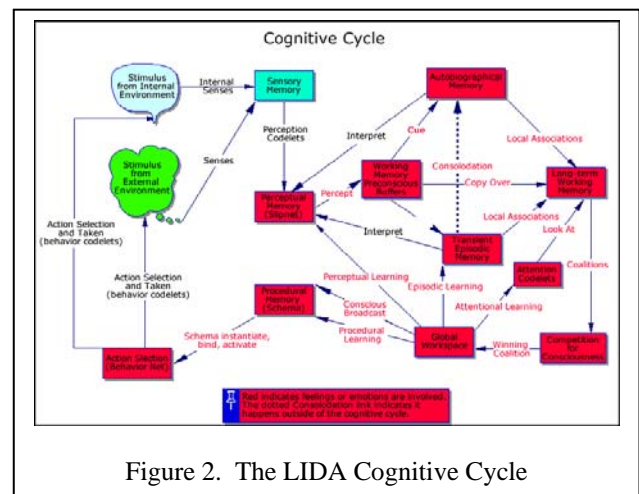 Cognitive Cycle
Stimulus
from Internal
Environment
Internal
Senses
Sensory
Memory
Autobiographical
Memory
Perception
Codelets
Interpret
Cue
Local Associations
Stimulus
from
External
Environment
Senses
Working
Memory
Preconscious
Buffers
Consolodation
Long-term
Working
Memory
Copy Over
Percept
Perceptual
Memory
(Slipnet)
Action Selection
and Taken
(behavior codelets)
Interpret
Transient
Episodic
Memory
Local Associations
Look At
Action Selection
and Taken
(behavior codelets)
Perceptual Learning
Episodic Learning
Attention
Codelets
Coalitions
Procedural
Memory
(Scheme)
Conscious
Broadcast
Attentional Learning
Procedural
Learning
Global
Workspace
Winning
Coalition
Competition
for
Consciousness
Schema instantiate,
bind, activate
Action Slection
(Behavior Net)
Red indicates feelings or emotions are involved.
The dotted Consolodation link indicates it
happens outside of the cognitive cycle.
Figure 2. The LIDA Cognitive Cycle